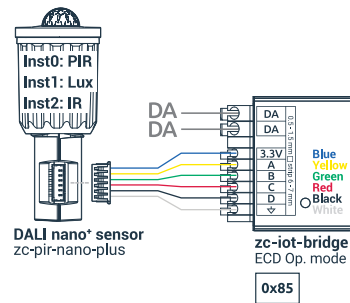 Inst0: PIR
Inst1: Lux
Inst2: IR
DALI nano⁺ sensor
zc-pir-nano-plus
DA
DA
DA
DA
0.5 - 1.5 mm
strip 6 - 7 mm
3.3V
A
B
C
D
Blue
Yellow
Green
Red
Black
White
zc-iot-bridge
ECD Op. mode
0x85